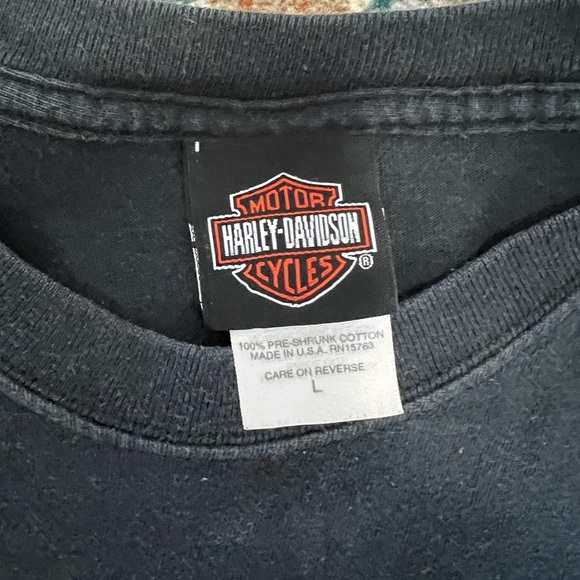 MOTOR
HARLEY-DAVIDSON
CYCLES
®
100% PRE-SHRUNK COTTON
MADE IN U.S.A. RN15763
CARE ON REVERSE
L